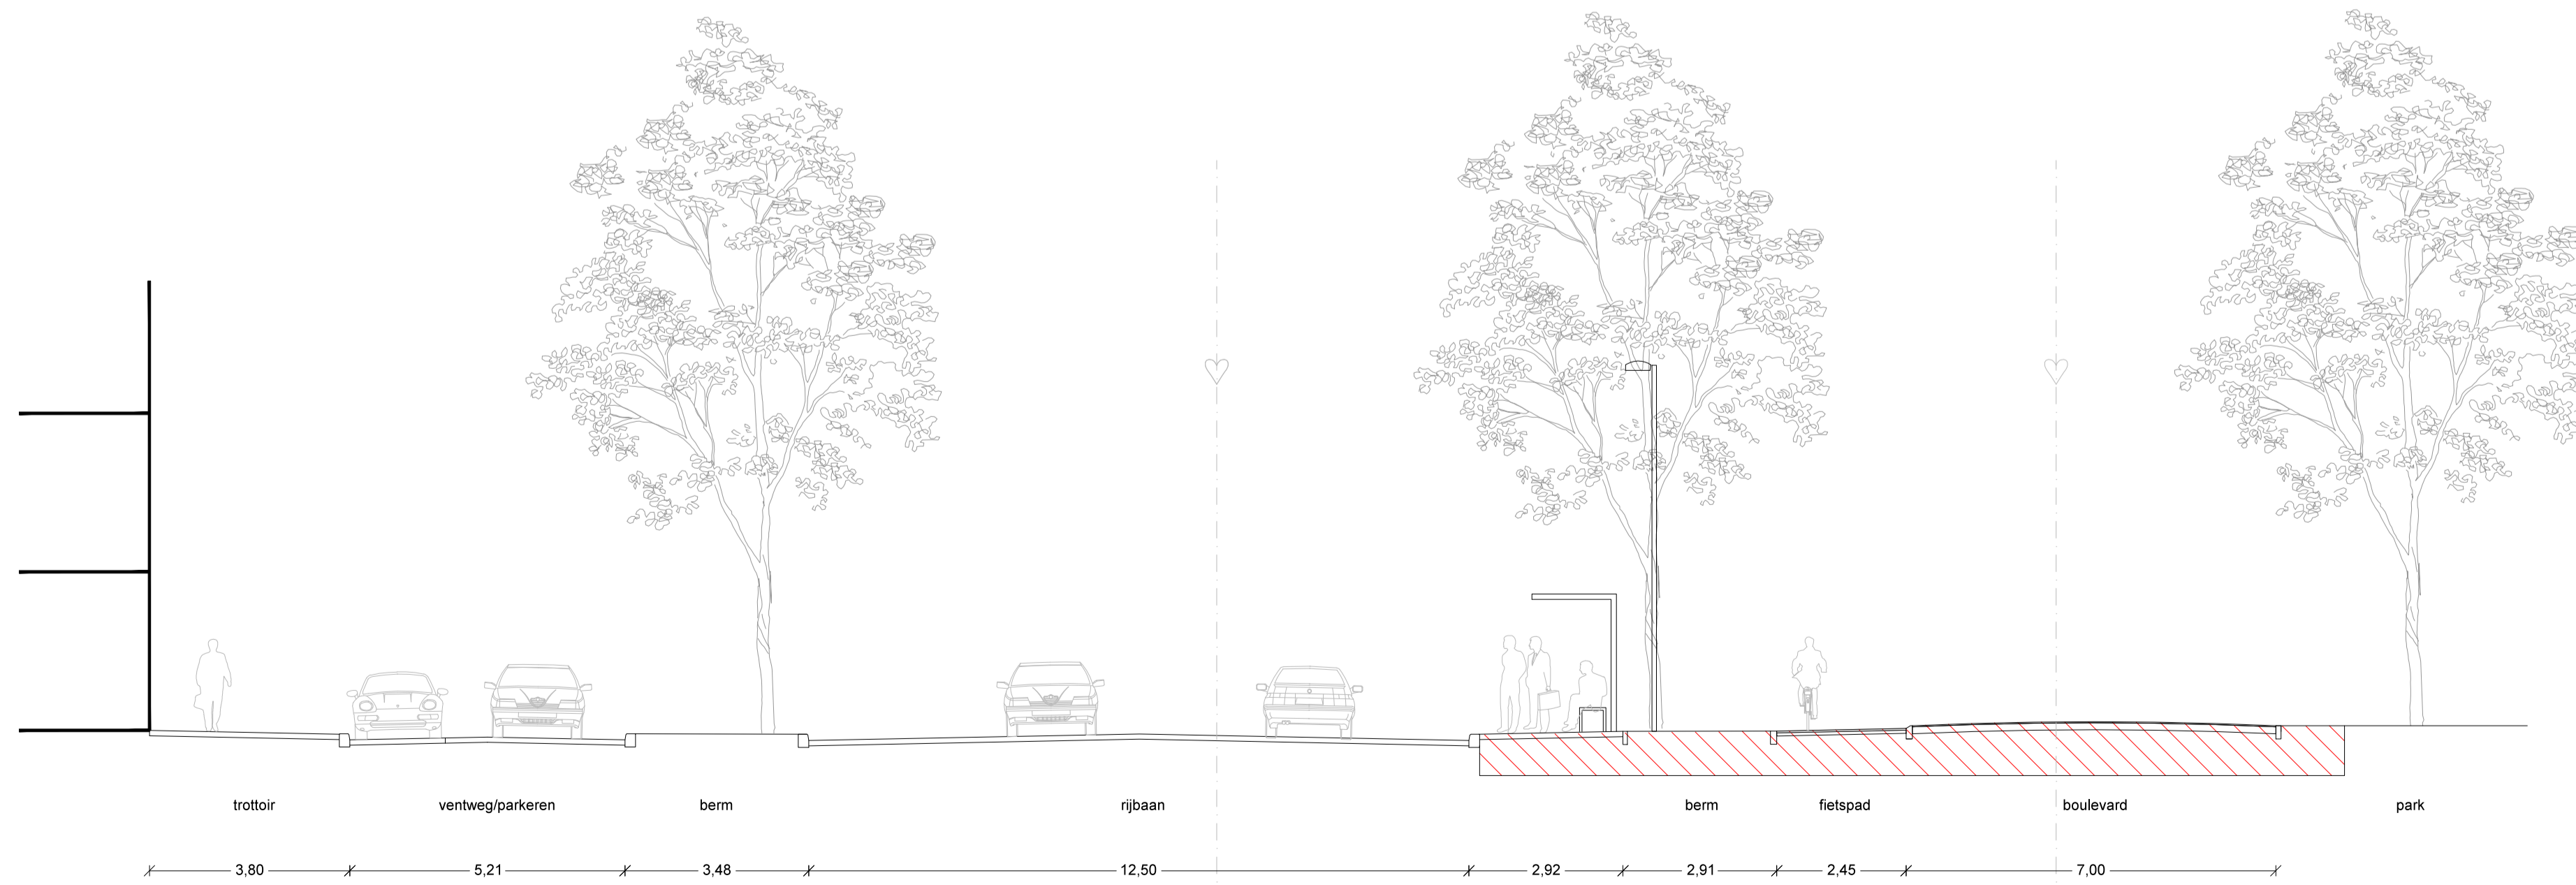 trottoir ventweg/parkeren berm rijbaan berm fietspad boulevard park
3,80 5,21 3,48 12,50 2,92 2,91 2,45 7,00